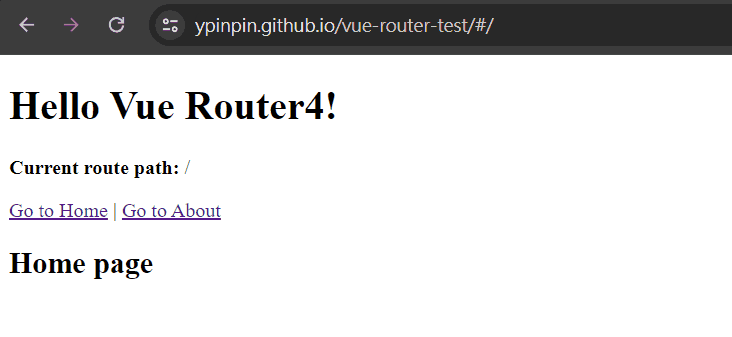 ypinpin.github.io/vue-router-test/#/
Hello Vue Router4!
Current route path: /
Go to Home | Go to About
Home page